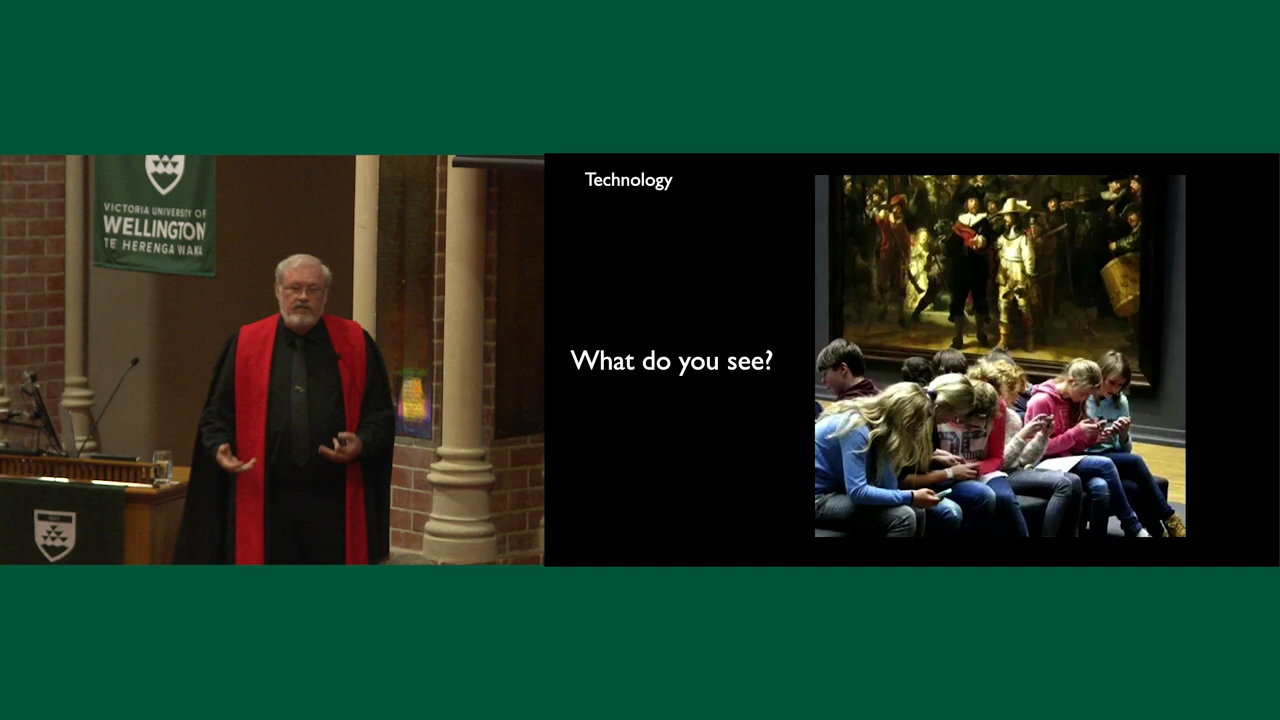 VICTORIA UNIVERSITY OF
WELLINGTON
TE HERENGA WAKA
Technology
What do you see?